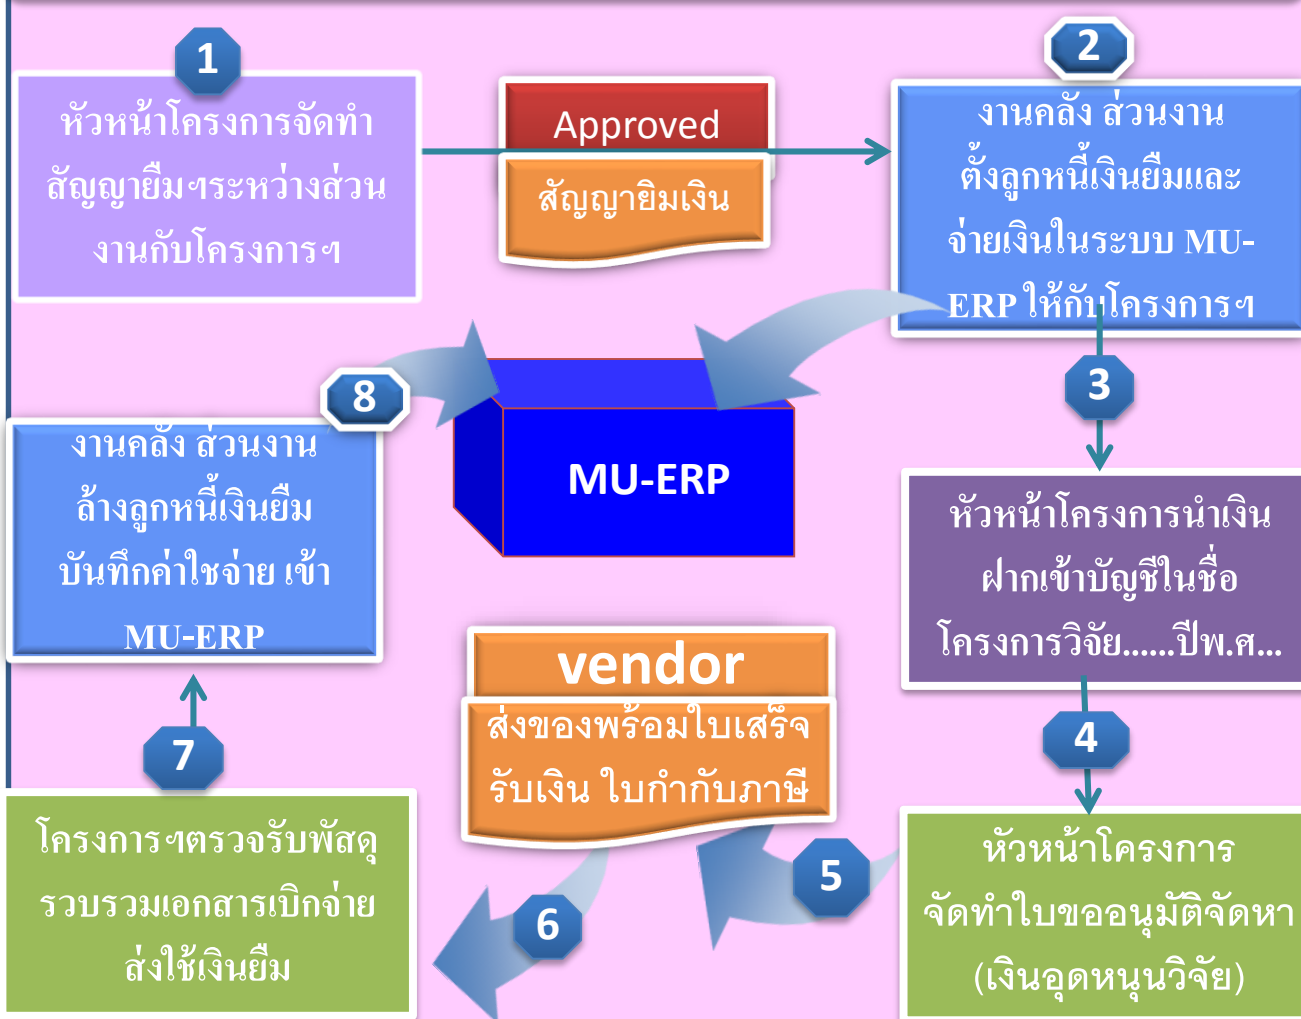 1
หัวหน้าโครงการจัดทำ
สัญญายืมฯระหว่างส่วน
งานกับโครงการฯ
Approved
สัญญายิมเงิน
2
งานคลัง ส่วนงาน
ตั้งลูกหนี้เงินยืมและ
จ่ายเงินในระบบ MU-
ERP ให้กับโครงการฯ
3
หัวหน้าโครงการนำเงิน
ฝากเข้าบัญชีในชื่อ
โครงการวิจัย......ปีพ.ศ...
4
หัวหน้าโครงการ
จัดทำใบขออนุมัติจัดหา
(เงินอุดหนุนวิจัย)
5
vendor
ส่งของพร้อมใบเสร็จ
รับเงิน ใบกำกับภาษี
6
โครงการฯตรวจรับพัสดุ
รวบรวมเอกสารเบิกจ่าย
ส่งใช้เงินยืม
7
งานคลัง ส่วนงาน
ล้างลูกหนี้เงินยืม
บันทึกค่าใชจ่าย เข้า
MU-ERP
8
MU-ERP